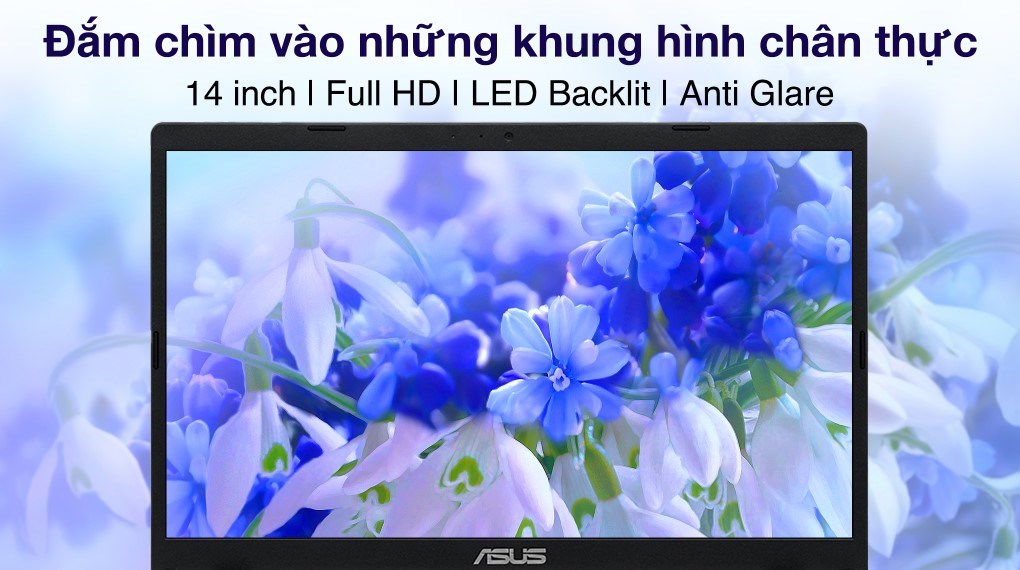 Đắm chìm vào những khung hình chân thực
14 inch | Full HD | LED Backlit | Anti Glare
ASUS